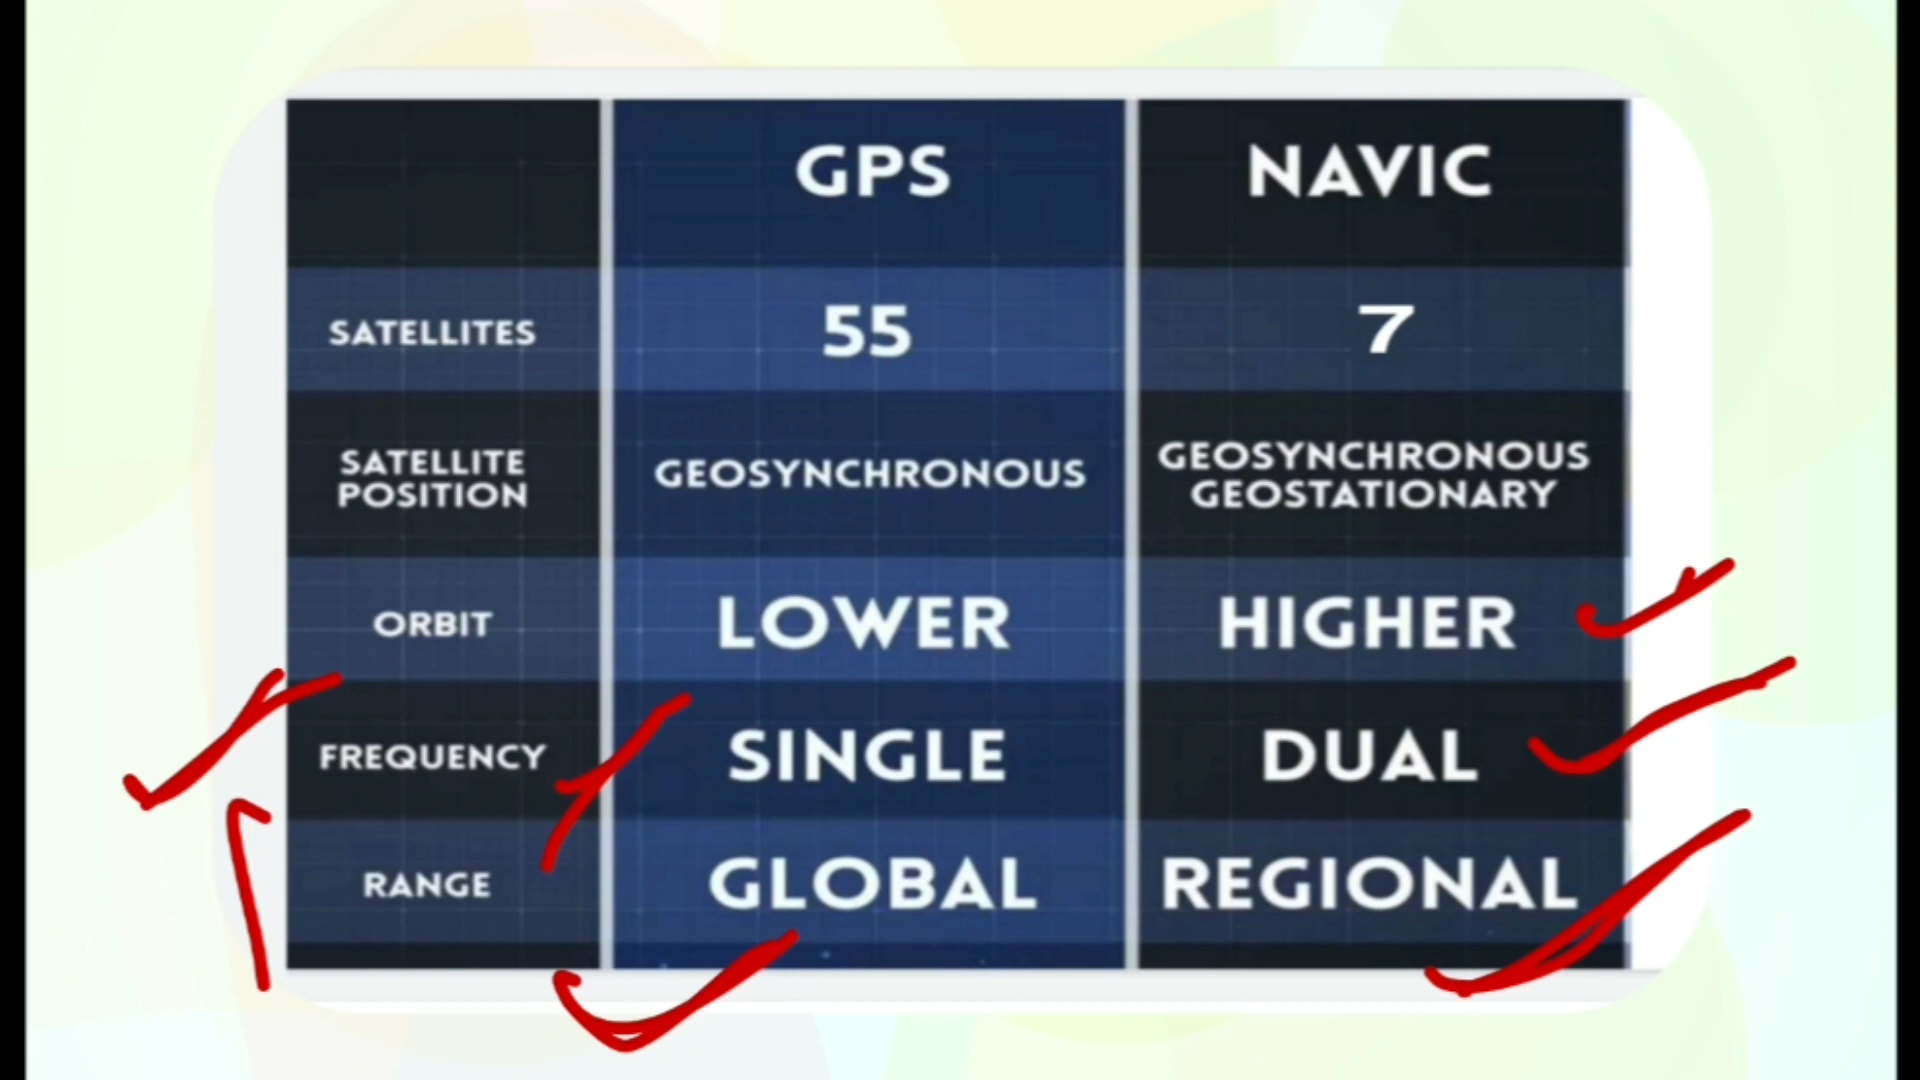 GPS NAVIC
SATELLITES 55 7
SATELLITE POSITION GEOSYNCHRONOUS GEOSYNCHRONOUS GEOSTATIONARY
ORBIT LOWER HIGHER
FREQUENCY SINGLE DUAL
RANGE GLOBAL REGIONAL